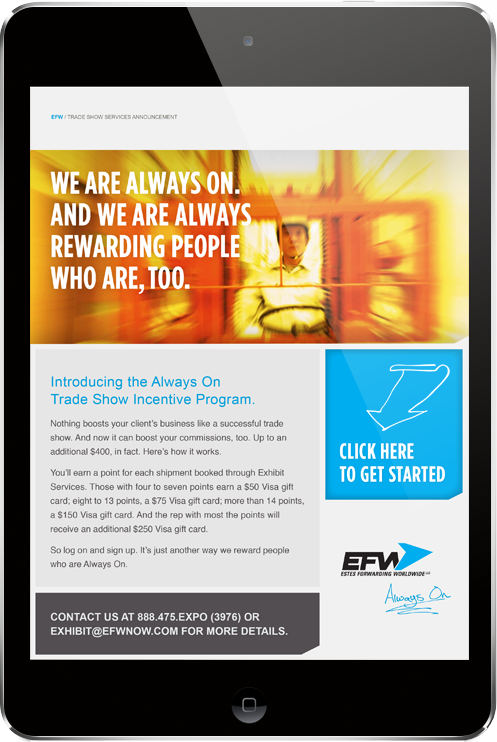 EFW / TRADE SHOW SERVICES ANNOUNCEMENT
WE ARE ALWAYS ON.
AND WE ARE ALWAYS
REWARDING PEOPLE
WHO ARE, TOO.
Introducing the Always On
Trade Show Incentive Program.
Nothing boosts your client's business like a successful trade
show. And now it can boost your commissions, too. Up to an
additional $400, in fact. Here's how it works.
You'll earn a point for each shipment booked through Exhibit
Services. Those with four to seven points earn a $50 Visa gift
card; eight to 13 points, a $75 Visa gift card; more than 14 points,
a $150 Visa gift card. And the rep with most the points will
receive an additional $250 Visa gift card.
So log on and sign up. It's just another way we reward people
who are Always On.
CLICK HERE
TO GET STARTED
EFW
ESTES FORWARDING WORLDWIDE LLC
Always On
CONTACT US AT 888.475.EXPO (3976) OR
EXHIBIT@EFWNOW.COM FOR MORE DETAILS.